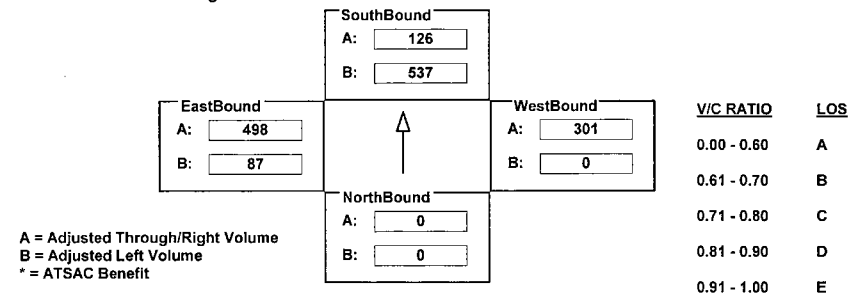 SouthBound
A: 126
B: 537
EastBound
A: 498
B: 87
WestBound
A: 301
B: 0
NorthBound
A: 0
B: 0
A = Adjusted Through/Right Volume
B = Adjusted Left Volume
* = ATSAC Benefit
V/C RATIO LOS
0.00 - 0.60 A
0.61 - 0.70 B
0.71 - 0.80 C
0.81 - 0.90 D
0.91 - 1.00 E